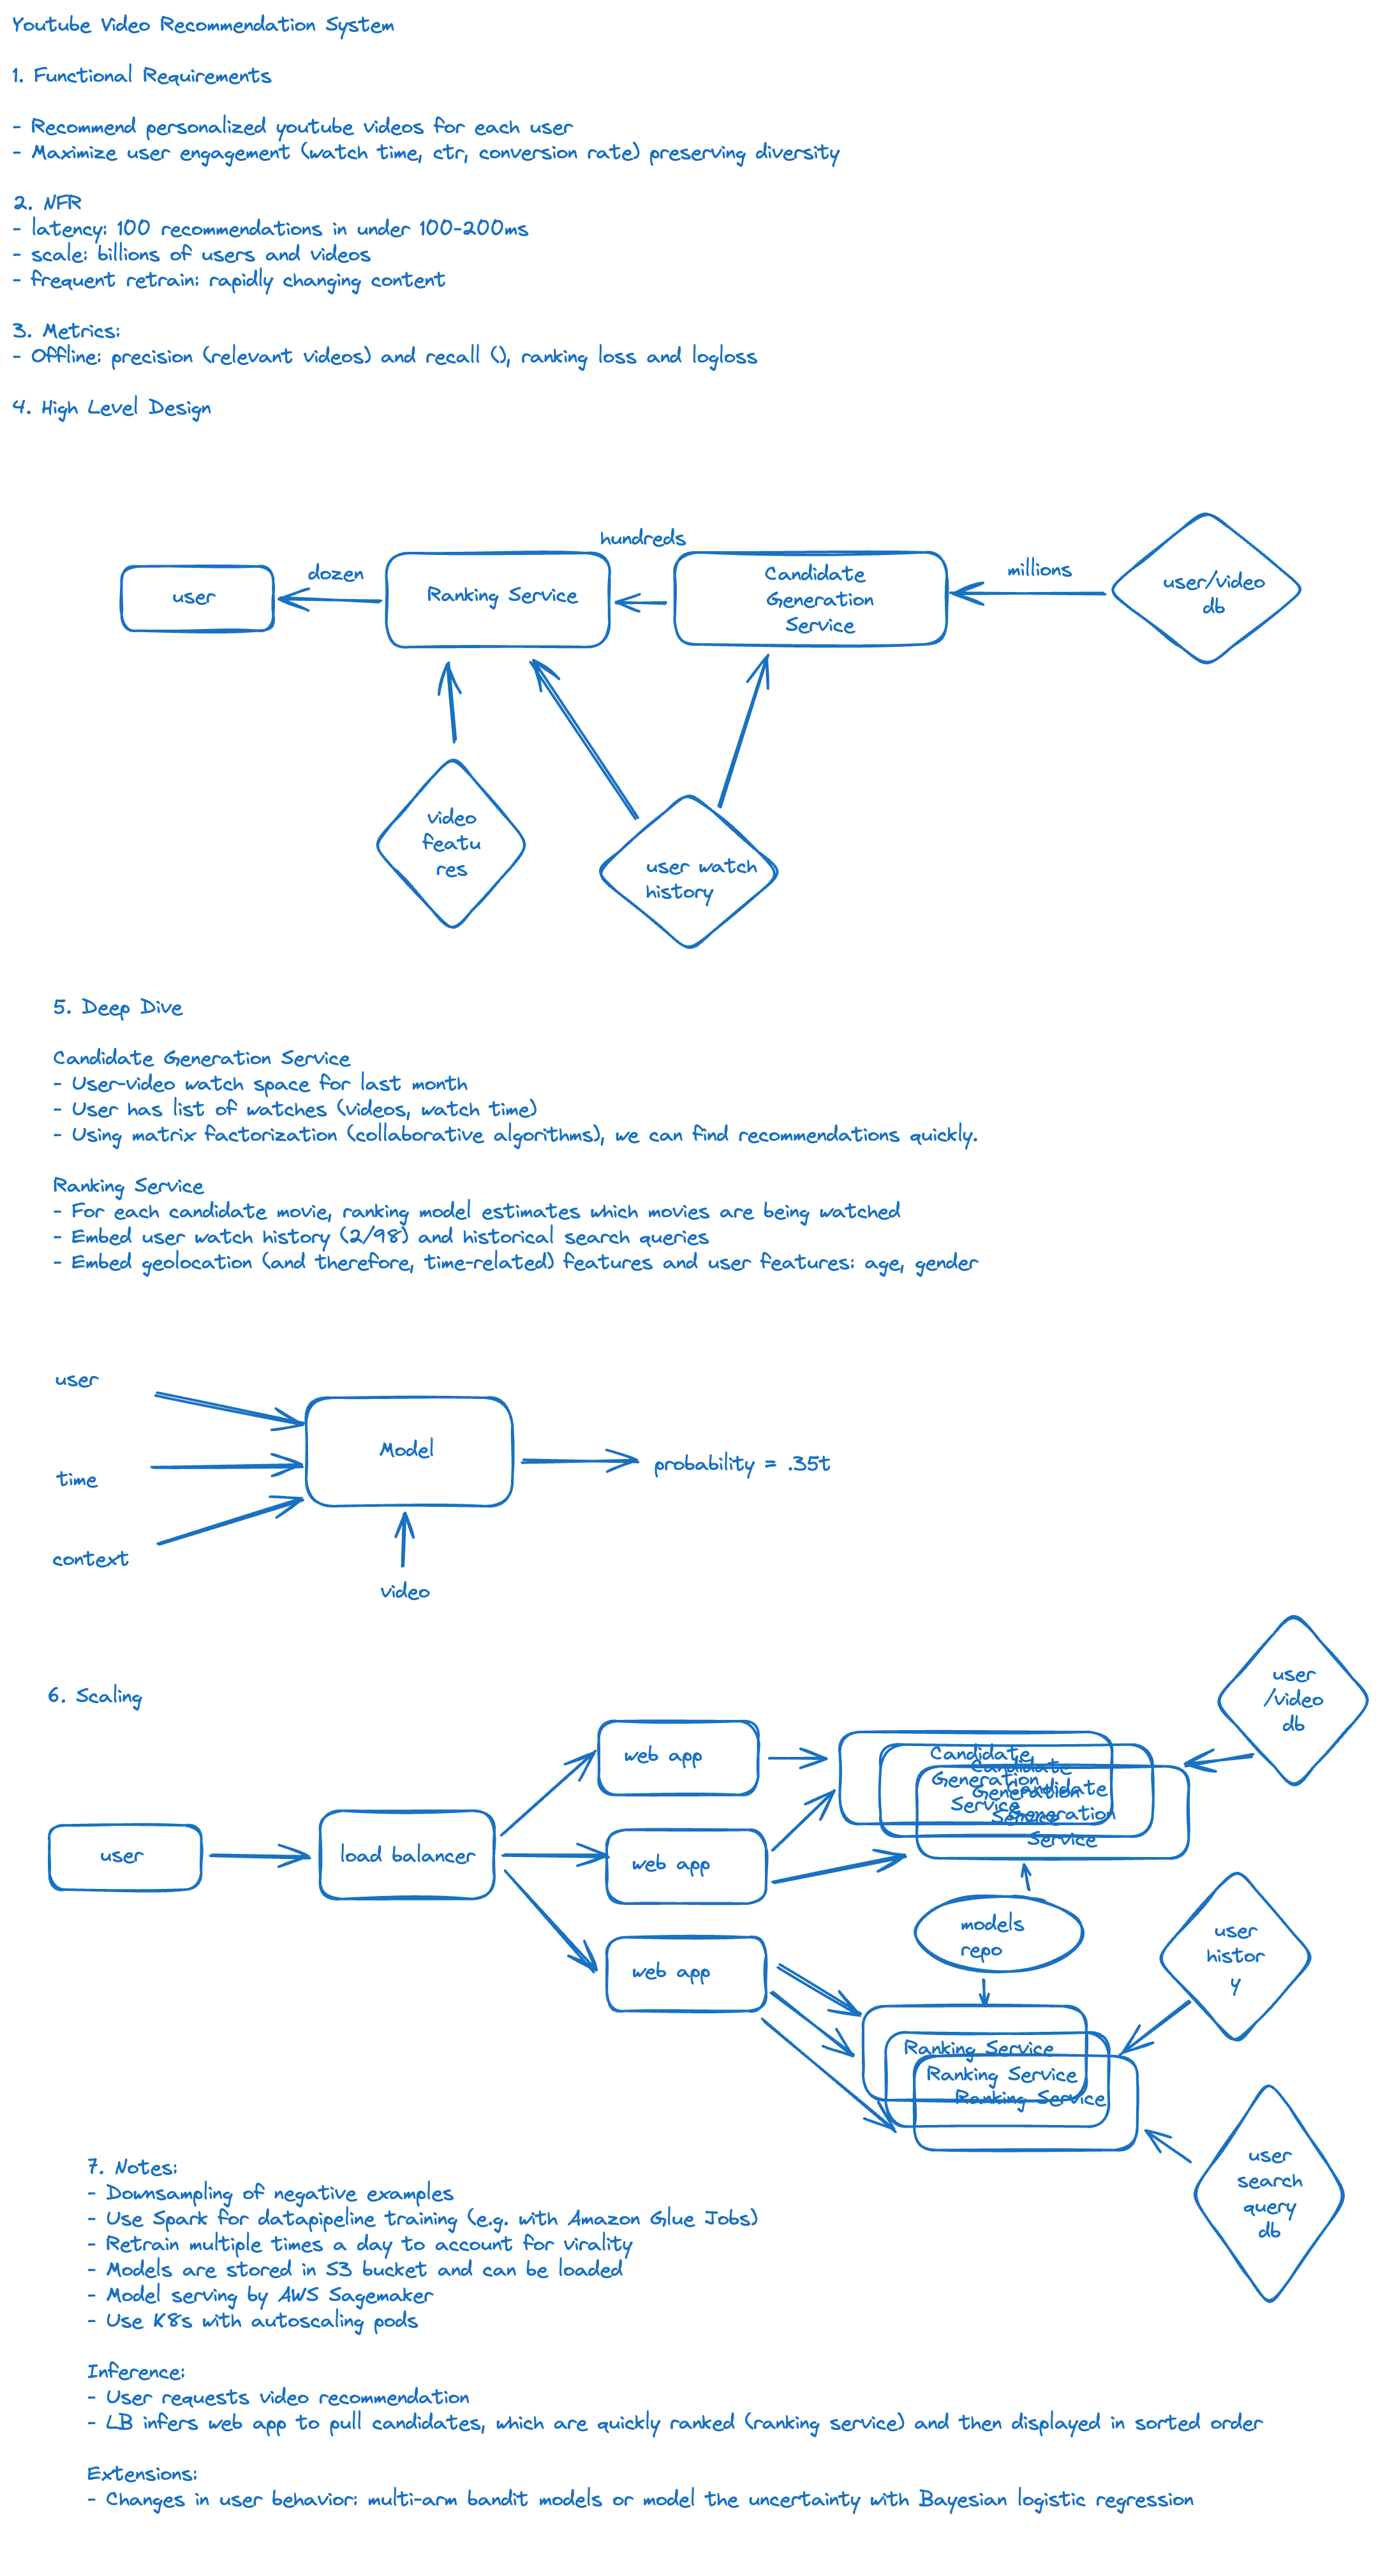 Youtube Video Recommendation System
1. Functional Requirements
- Recommend personalized youtube videos for each user
- Maximize user engagement (watch time, ctr, conversion rate) preserving diversity
2. NFR
- latency: 100 recommendations in under 100-200ms
- scale: billions of users and videos
- frequent retrain: rapidly changing content
3. Metrics:
- Offline: precision (relevant videos) and recall (), ranking loss and logloss
4. High Level Design
user
dozen
Ranking Service
hundreds
Candidate
Generation
Service
millions
user/video
db
video
featu
res
user watch
history
5. Deep Dive
Candidate Generation Service
- User-video watch space for last month
- User has list of watches (videos, watch time)
- Using matrix factorization (collaborative algorithms), we can find recommendations quickly.
Ranking Service
- For each candidate movie, ranking model estimates which movies are being watched
- Embed user watch history (2/98) and historical search queries
- Embed geolocation (and therefore, time-related) features and user features: age, gender
user
time
context
Model
video
probability = .35t
6. Scaling
user
load balancer
web app
web app
web app
Candidate
Generation
Service
Candidate
Generation
Service
Candidate
Generation
Service
user
/video
db
models
repo
user
histor
y
Ranking Service
Ranking Service
Ranking Service
user
search
query
db
7. Notes:
- Downsampling of negative examples
- Use Spark for datapipeline training (e.g. with Amazon Glue Jobs)
- Retrain multiple times a day to account for virality
- Models are stored in S3 bucket and can be loaded
- Model serving by AWS Sagemaker
- Use K8s with autoscaling pods
Inference:
- User requests video recommendation
- LB infers web app to pull candidates, which are quickly ranked (ranking service) and then displayed in sorted order
Extensions:
- Changes in user behavior: multi-arm bandit models or model the uncertainty with Bayesian logistic regression